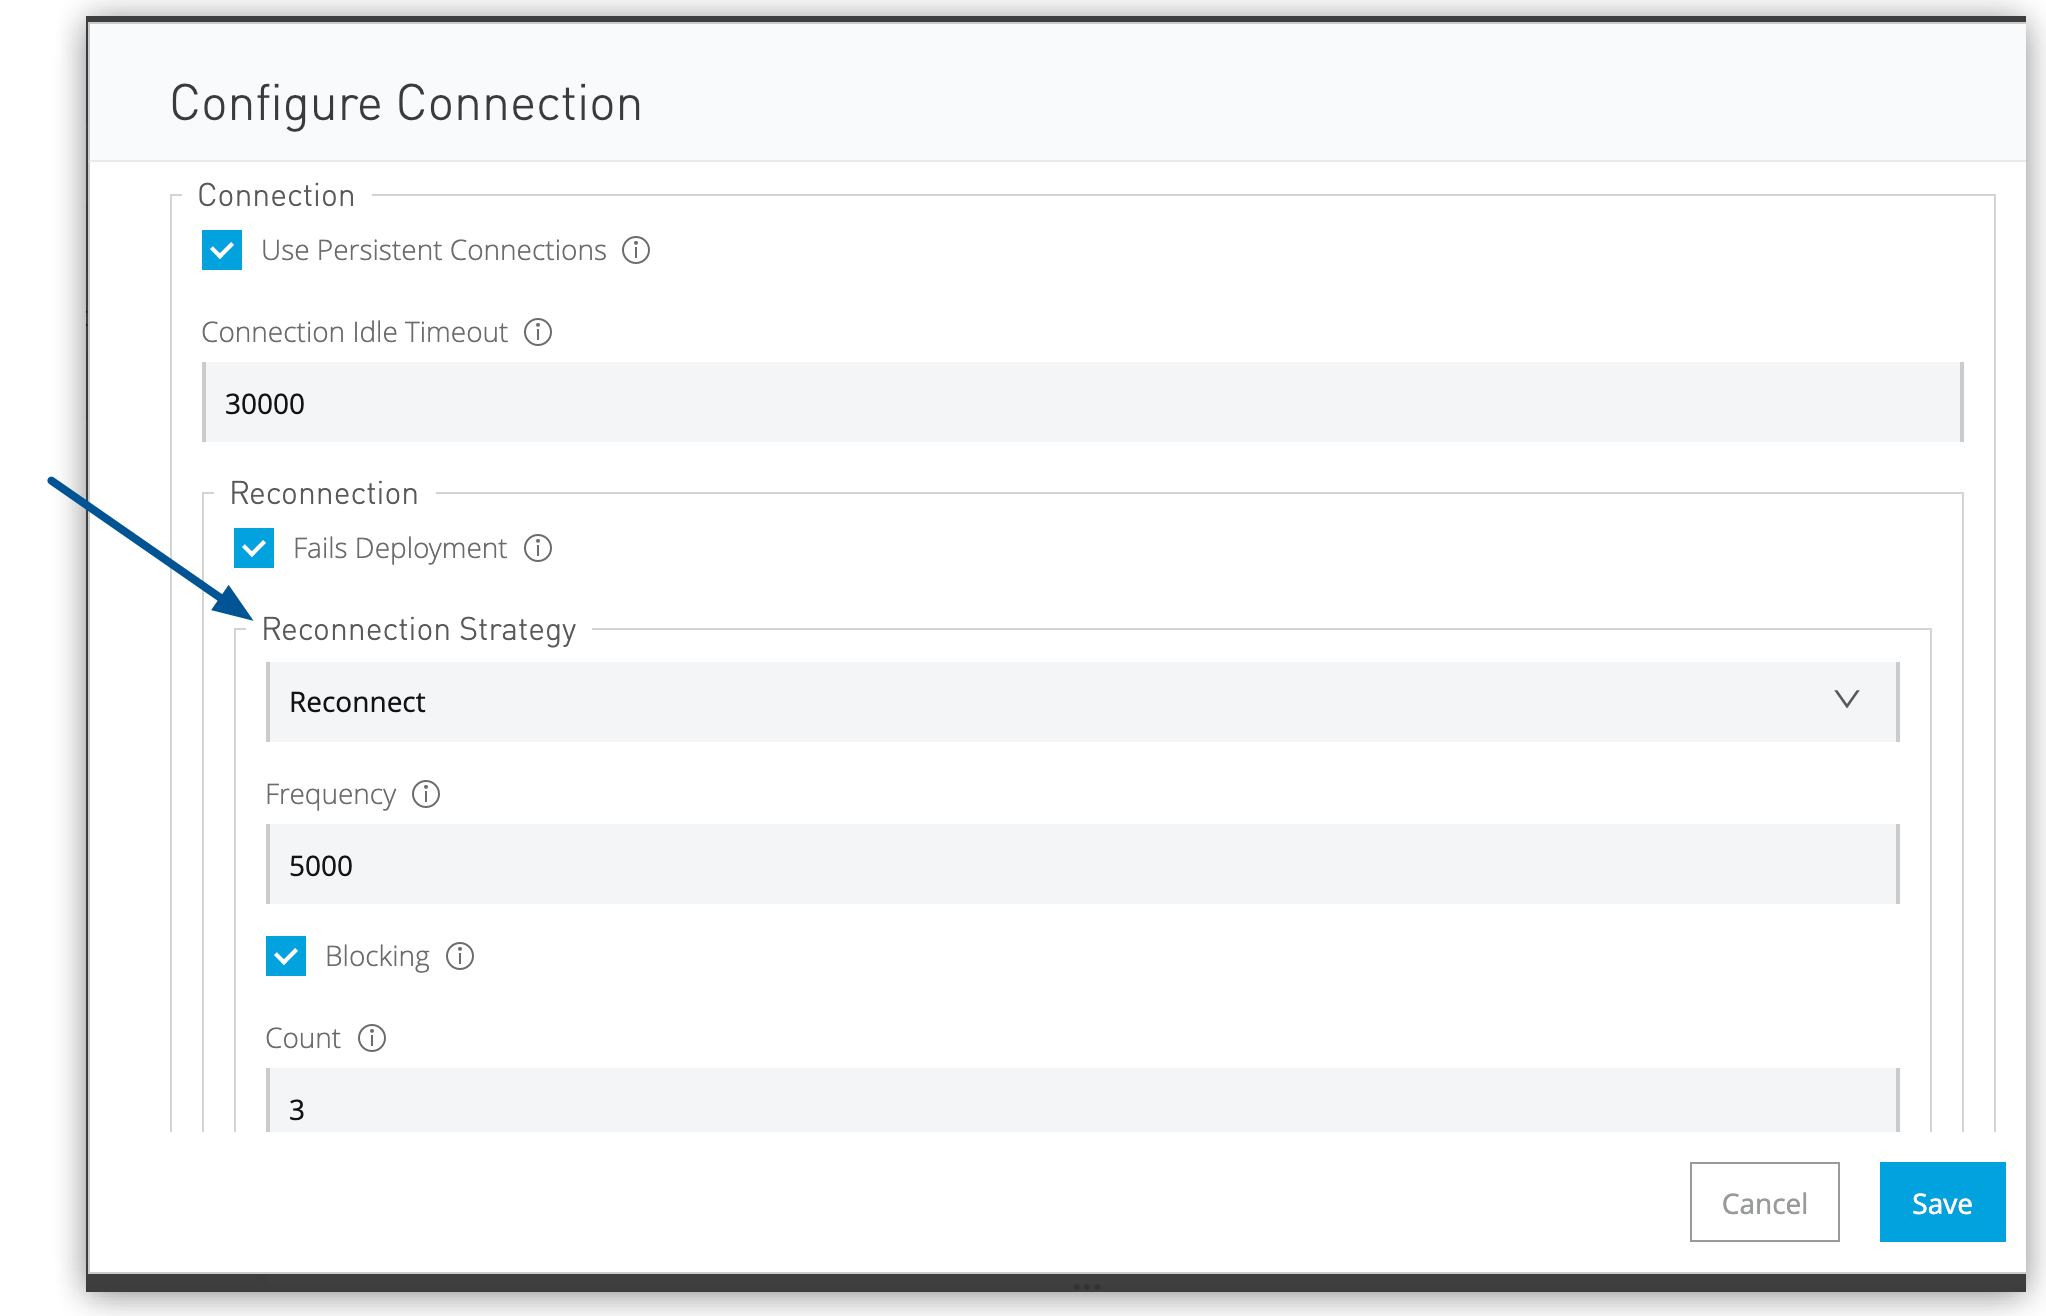 Configure Connection
Connection
Use Persistent Connections
Connection Idle Timeout
30000
Reconnection
Fails Deployment
Reconnection Strategy
Reconnect
Frequency
5000
Blocking
Count
3
Cancel
Save